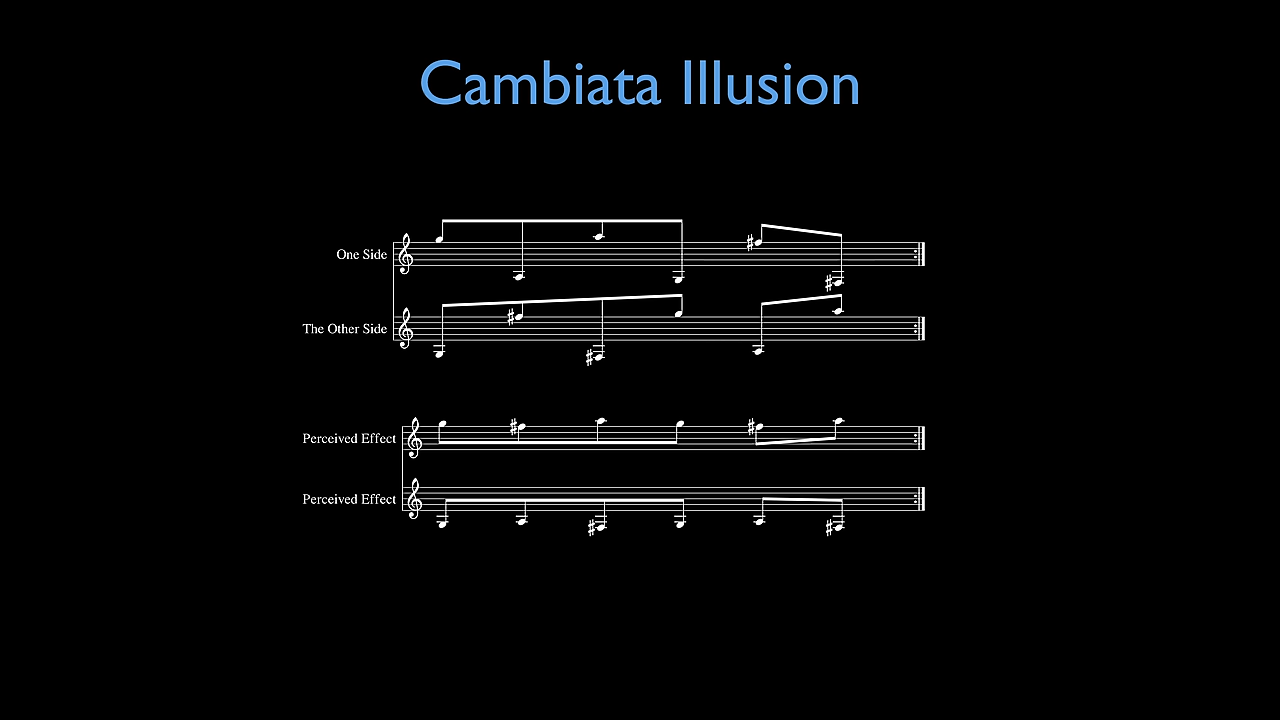 Cambiata Illusion
One Side
The Other Side
Perceived Effect
Perceived Effect